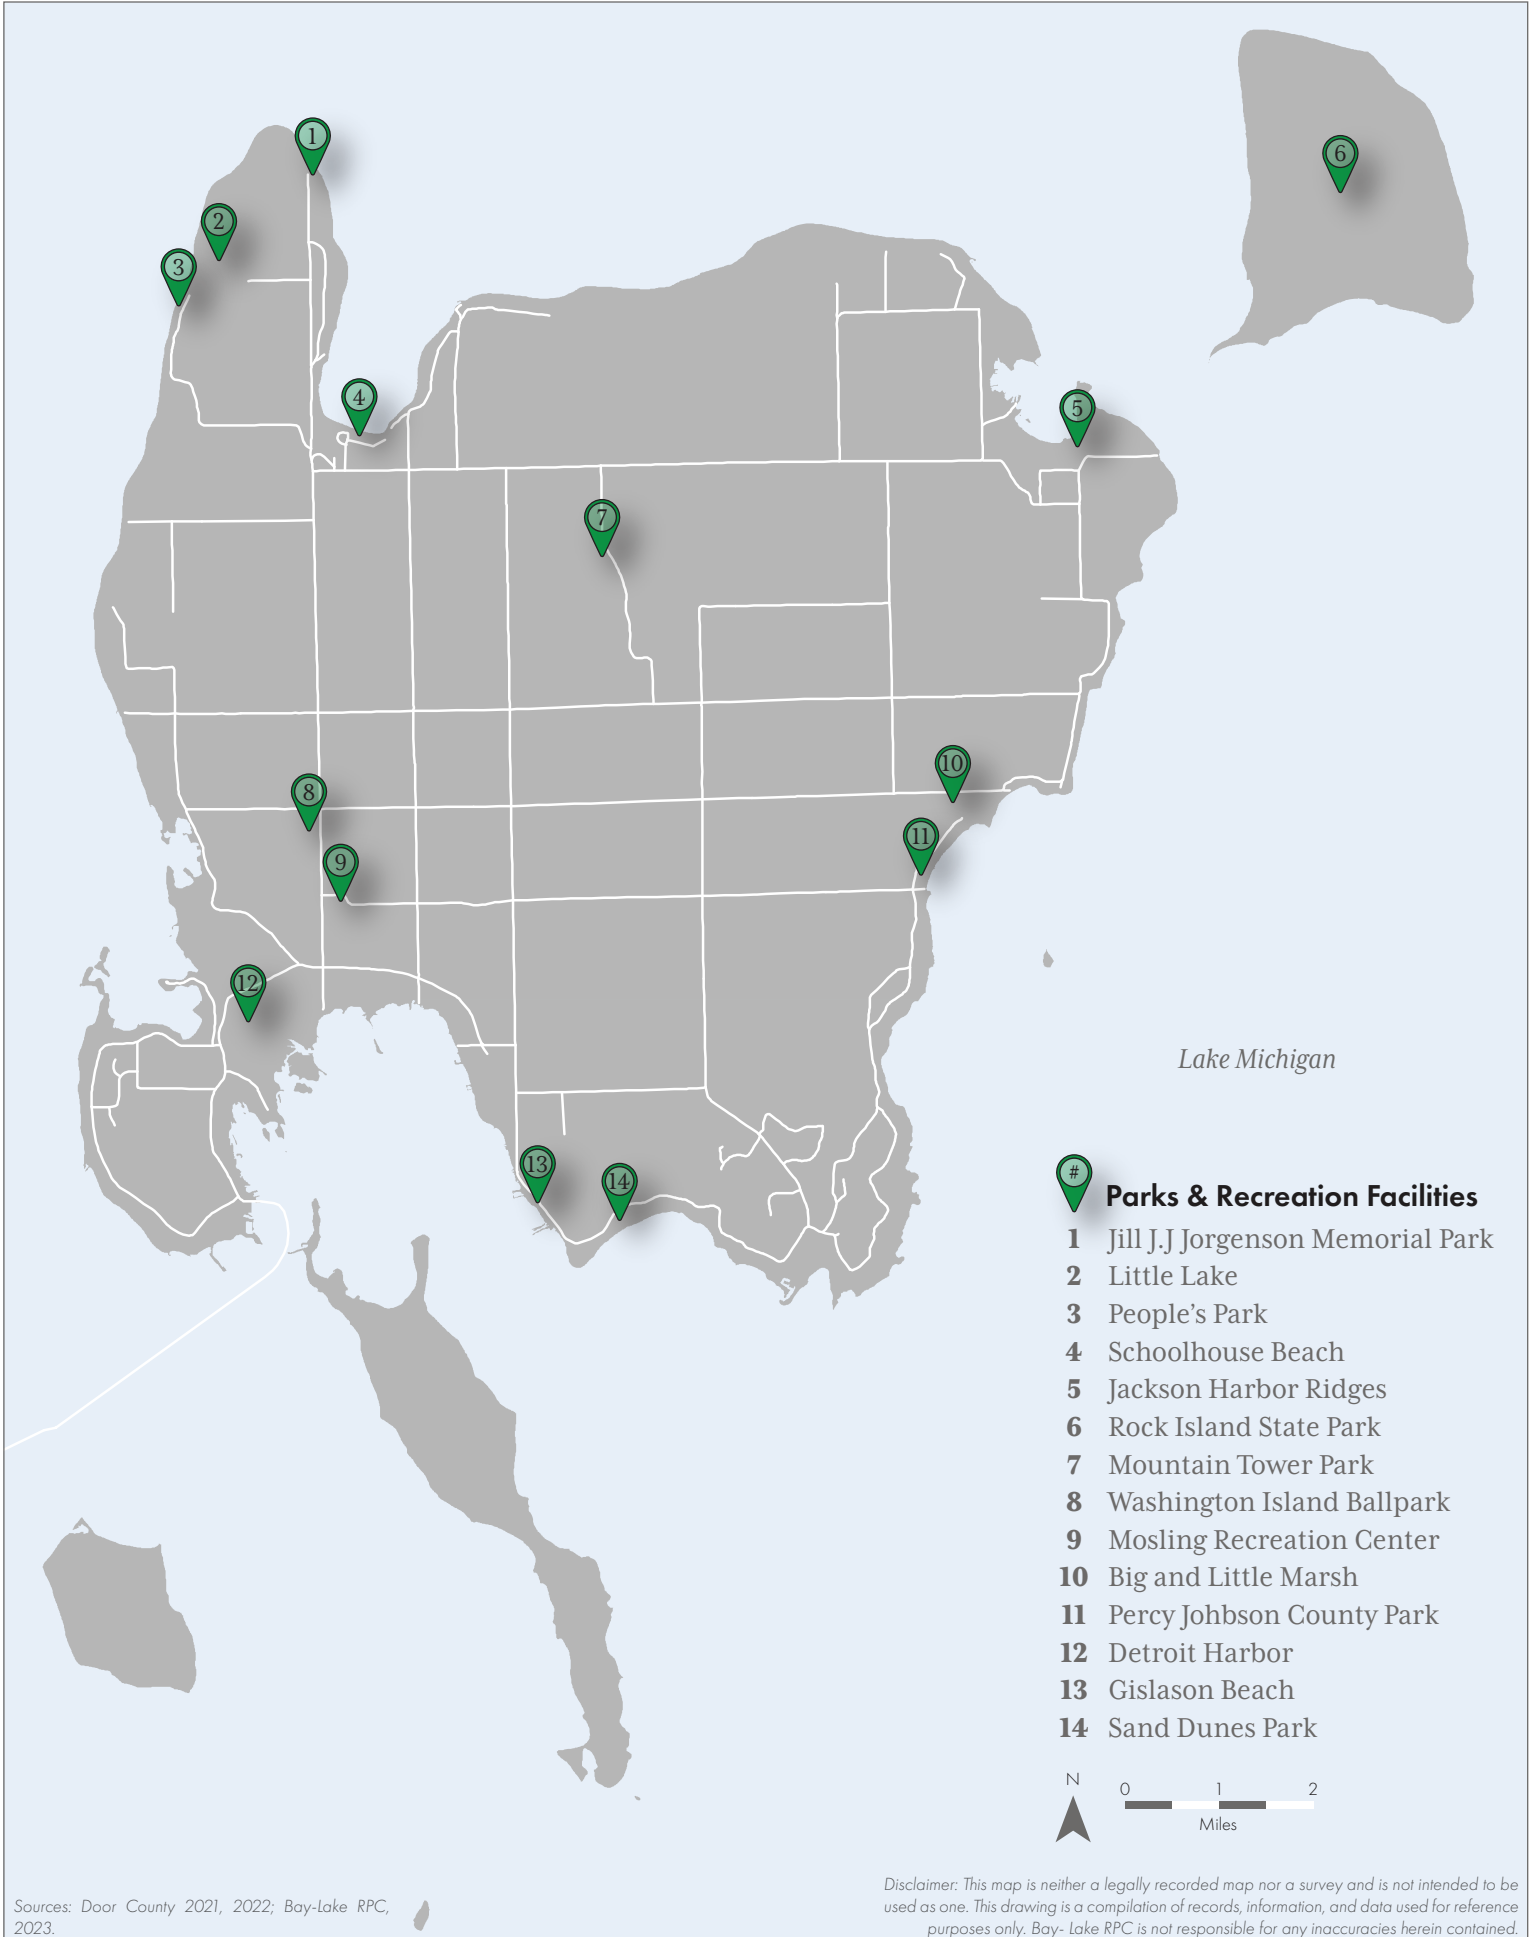 1
6
2
3
4
5
7
10
8
11
9
12
Lake Michigan
13
14
#
Parks & Recreation Facilities
1 Jill J.J Jorgenson Memorial Park
2 Little Lake
3 People's Park
4 Schoolhouse Beach
5 Jackson Harbor Ridges
6 Rock Island State Park
7 Mountain Tower Park
8 Washington Island Ballpark
9 Mosling Recreation Center
10 Big and Little Marsh
11 Percy Johbson County Park
12 Detroit Harbor
13 Gislason Beach
14 Sand Dunes Park
N
0 1 2
Miles
Sources: Door County 2021, 2022; Bay-Lake RPC,
2023.
Disclaimer: This map is neither a legally recorded map nor a survey and is not intended to be
used as one. This drawing is a compilation of records, information, and data used for reference
purposes only. Bay- Lake RPC is not responsible for any inaccuracies herein contained.